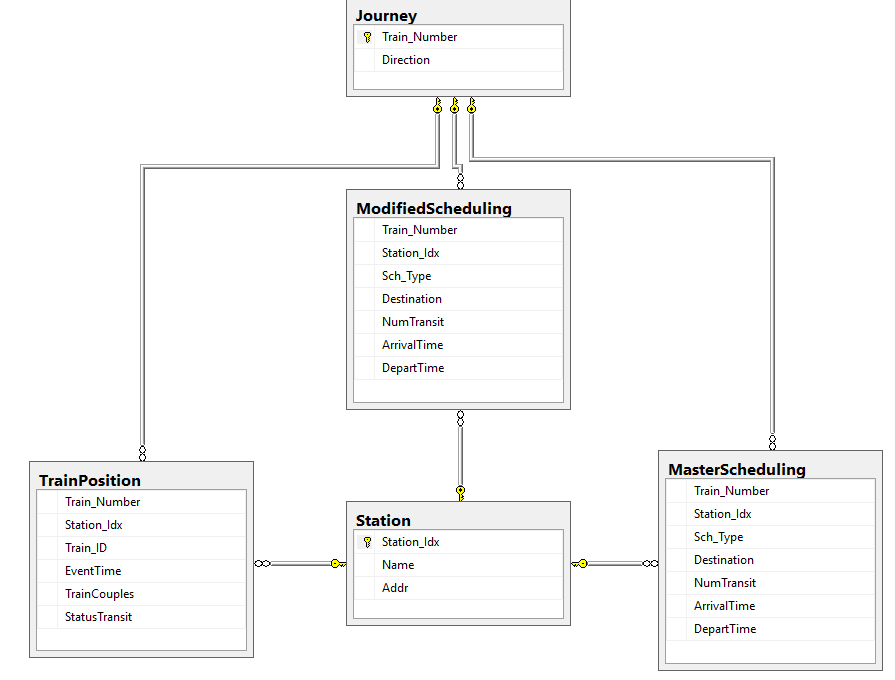 Journey
Train_Number
Direction
ModifiedScheduling
Train_Number
Station_Idx
Sch_Type
Destination
NumTransit
ArrivalTime
DepartTime
TrainPosition
Train_Number
Station_Idx
Train_ID
EventTime
TrainCouples
StatusTransit
Station
Station_Idx
Name
Addr
MasterScheduling
Train_Number
Station_Idx
Sch_Type
Destination
NumTransit
ArrivalTime
DepartTime